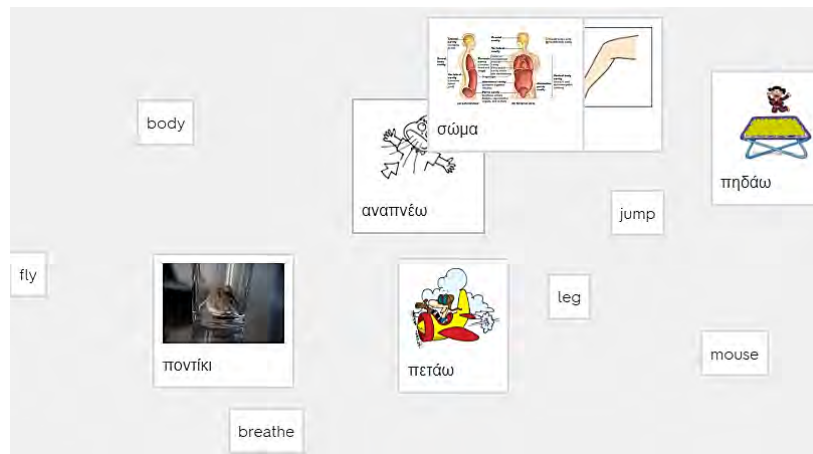 body
σώμα
πηδάω
αναπνέω
jump
fly
leg
ποντίκι
πετάω
mouse
breathe